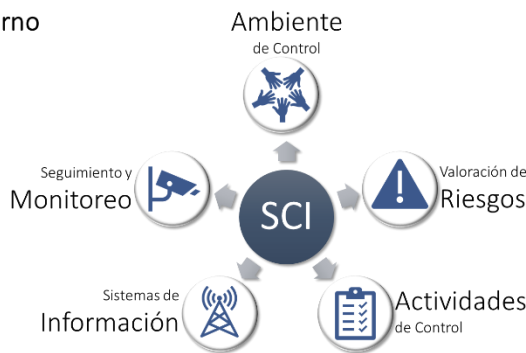 rno
Ambiente
de Control
Seguimiento y
Monitoreo
Valoración de
Riesgos
SCI
Sistemas de
Información
Actividades
de Control